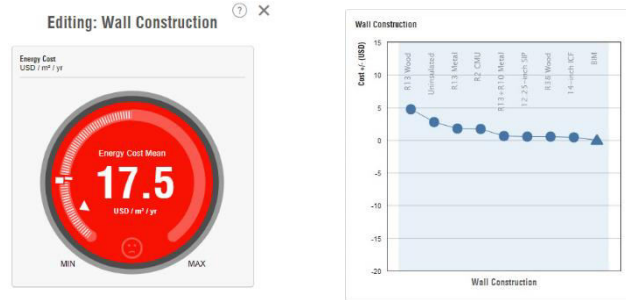 Editing: Wall Construction
?
Energy Cost
USD / m² / yr
Energy Cost Mean
17.5
USD / m² / yr
MIN
MAX
Wall Construction
Cost +/- (USD)
15
10
5
0
-5
-10
-15
-20
R13 Wood
Uninsulated
R13 Metal
R2 CMU
R13+R10 Metal
12.25-inch SIP
R38 Wood
14-inch ICF
BIM
Wall Construction